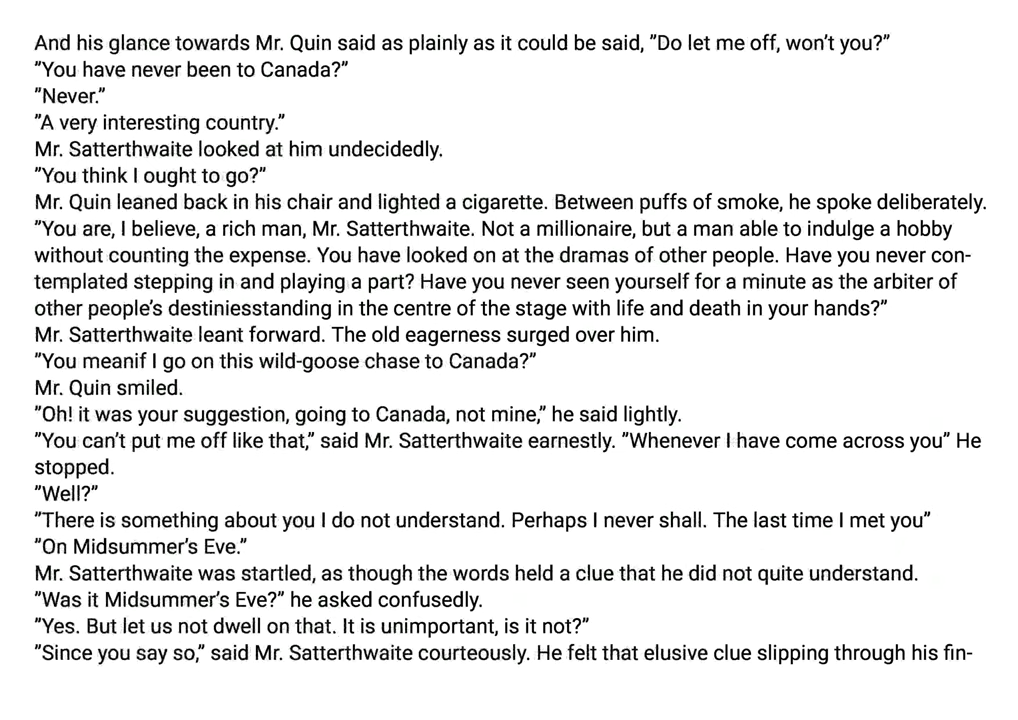 And his glance towards Mr. Quin said as plainly as it could be said, ”Do let me off, won’t you?”
”You have never been to Canada?”
”Never.”
”A very interesting country.”
Mr. Satterthwaite looked at him undecidedly.
”You think I ought to go?”
Mr. Quin leaned back in his chair and lighted a cigarette. Between puffs of smoke, he spoke deliberately.
”You are, I believe, a rich man, Mr. Satterthwaite. Not a millionaire, but a man able to indulge a hobby
without counting the expense. You have looked on at the dramas of other people. Have you never con-
templated stepping in and playing a part? Have you never seen yourself for a minute as the arbiter of
other people’s destiniesstanding in the centre of the stage with life and death in your hands?”
Mr. Satterthwaite leant forward. The old eagerness surged over him.
”You meanif I go on this wild-goose chase to Canada?”
Mr. Quin smiled.
”Oh! it was your suggestion, going to Canada, not mine,” he said lightly.
”You can’t put me off like that,” said Mr. Satterthwaite earnestly. ”Whenever I have come across you” He
stopped.
”Well?”
”There is something about you I do not understand. Perhaps I never shall. The last time I met you”
”On Midsummer’s Eve.”
Mr. Satterthwaite was startled, as though the words held a clue that he did not quite understand.
”Was it Midsummer’s Eve?” he asked confusedly.
”Yes. But let us not dwell on that. It is unimportant, is it not?”
”Since you say so,” said Mr. Satterthwaite courteously. He felt that elusive clue slipping through his fin-